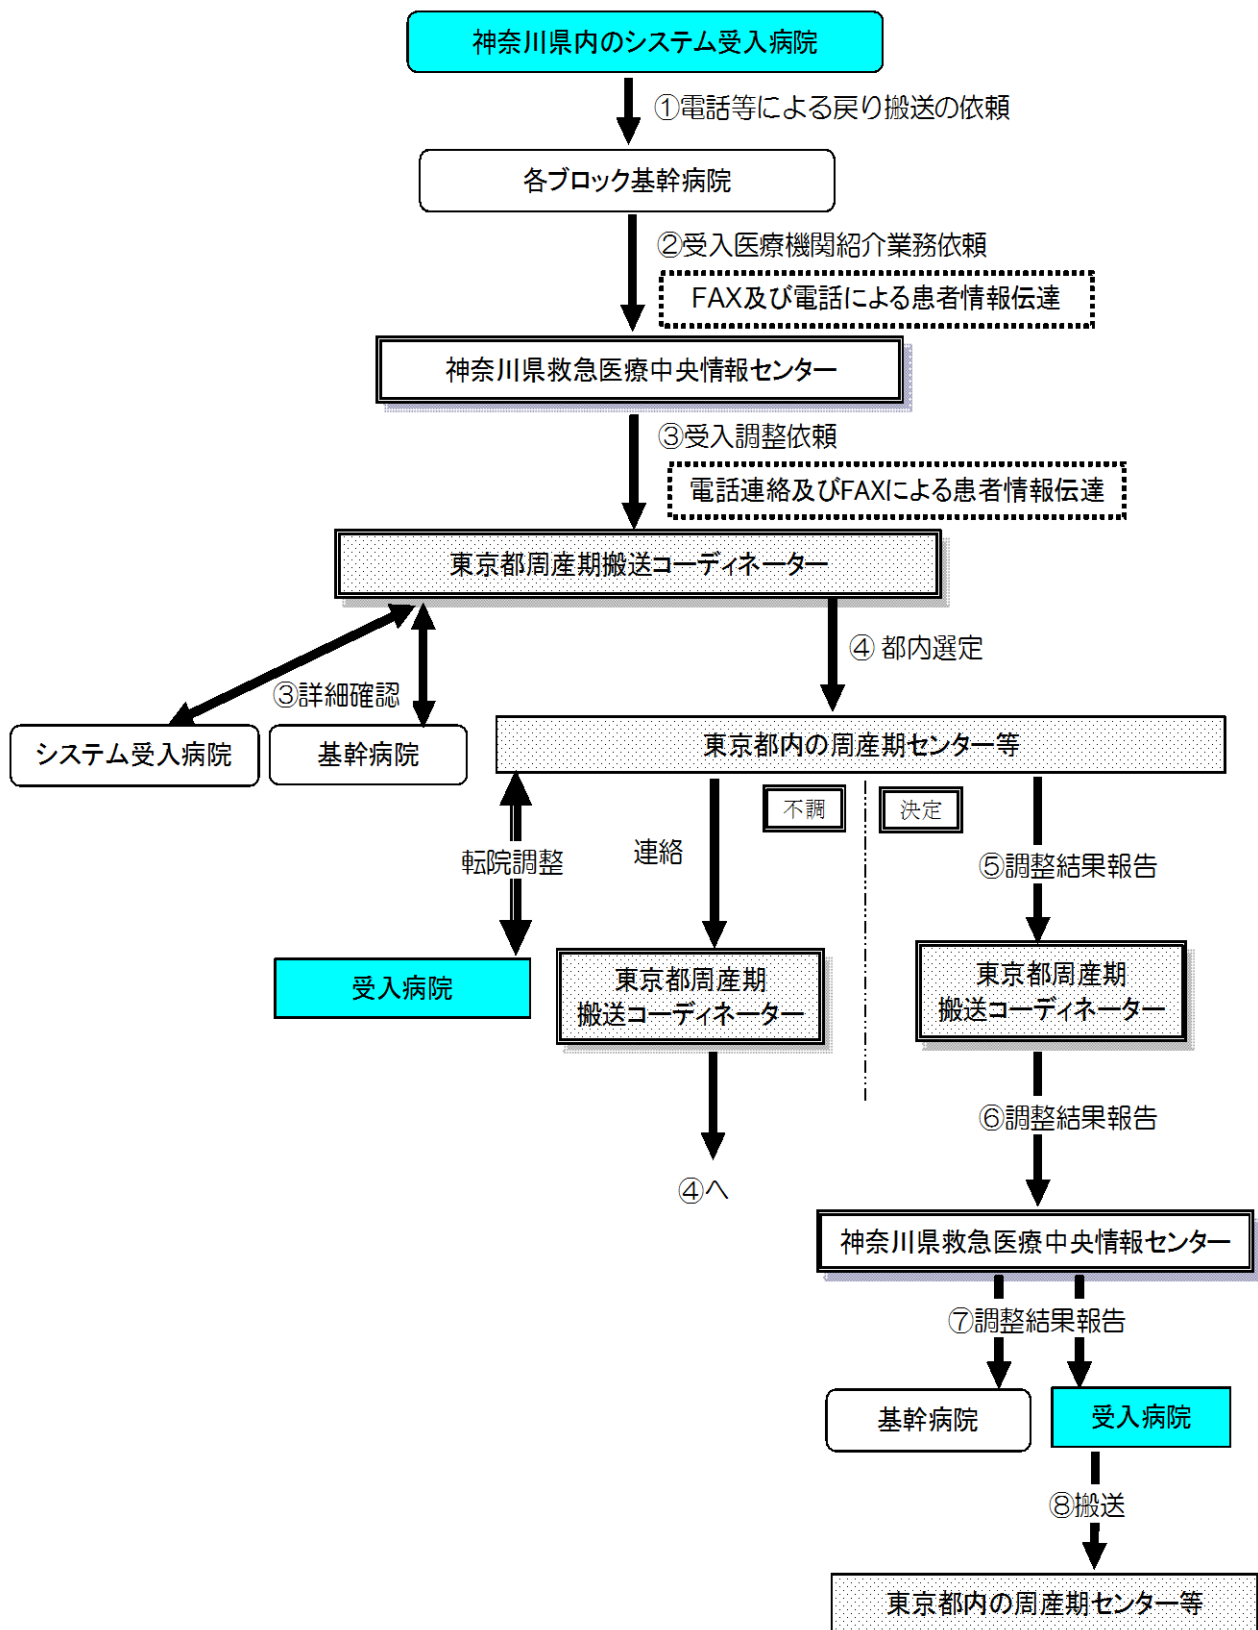 神奈川県内のシステム受入病院
①電話等による戻り搬送の依頼
各ブロック基幹病院
②受入医療機関紹介業務依頼
FAX及び電話による患者情報伝達
神奈川県救急医療中央情報センター
③受入調整依頼
電話連絡及びFAXによる患者情報伝達
東京都周産期搬送コーディネーター
④ 都内選定
③詳細確認
システム受入病院
基幹病院
東京都内の周産期センター等
不調
決定
転院調整
連絡
⑤調整結果報告
受入病院
東京都周産期
搬送コーディネーター
東京都周産期
搬送コーディネーター
⑥調整結果報告
④へ
神奈川県救急医療中央情報センター
⑦調整結果報告
基幹病院
受入病院
⑧搬送
東京都内の周産期センター等